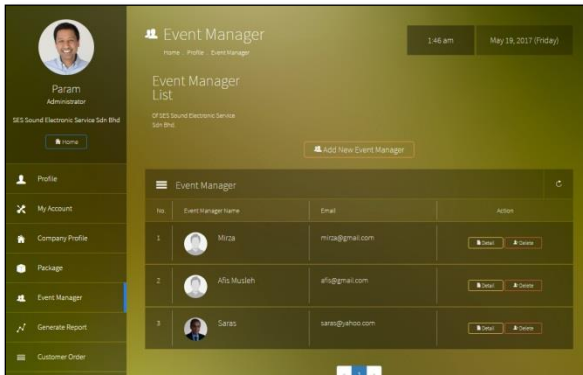 Param
Administrator
SES Sound Electronic Service Sdn Bhd
Home
Profile
My Account
Company Profile
Package
Event Manager
Generate Report
Customer Order
Event Manager
Home . Profile . Event Manager
1:46 am
May 19, 2017 (Friday)
Event Manager
List
Of SES Sound Electronic Service
Sdn Bhd
Add New Event Manager
Event Manager
No. Event Manager Name Email Action
1 Mirza mirza@gmail.com Detail Delete
2 Afis Musleh afis@gmail.com Detail Delete
3 Saras saras@yahoo.com Detail Delete
1